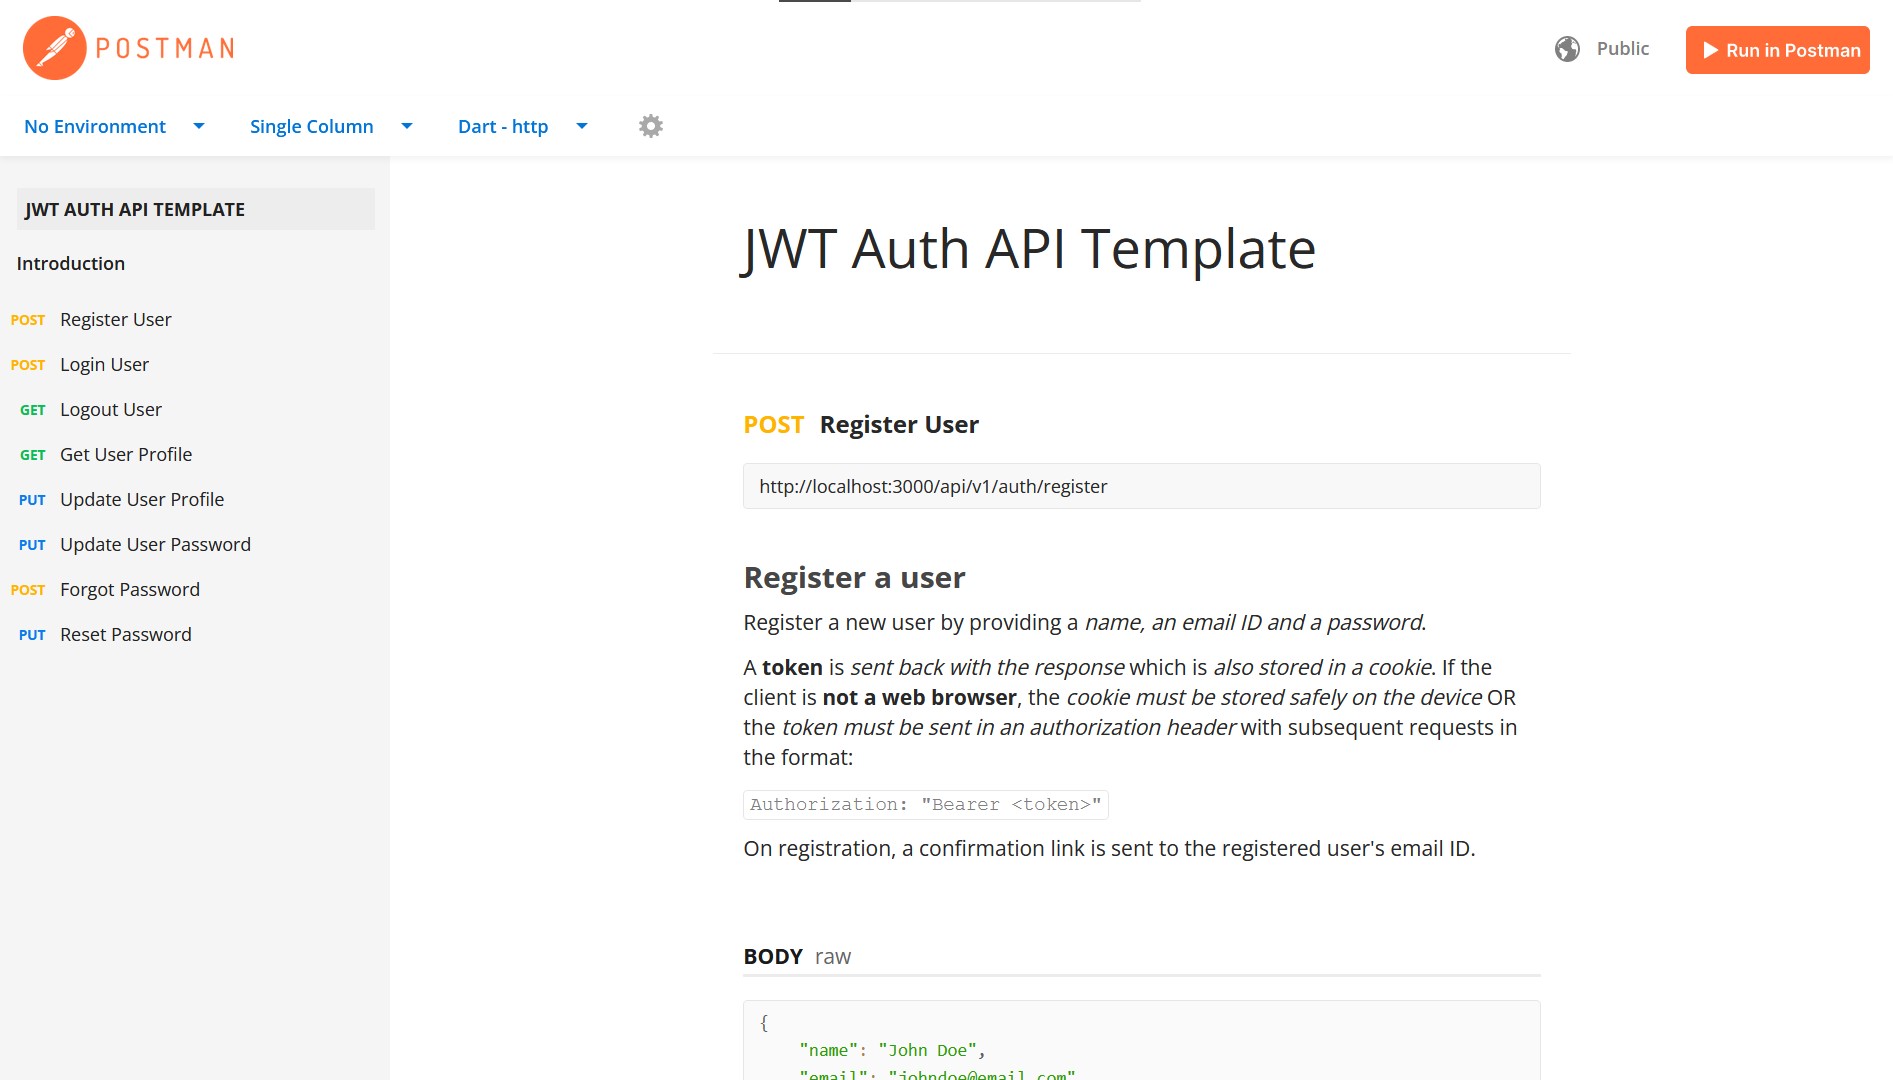 POSTMAN
Public
Run in Postman
No Environment
Single Column
Dart - http
JWT AUTH API TEMPLATE
Introduction
POST Register User
POST Login User
GET Logout User
GET Get User Profile
PUT Update User Profile
PUT Update User Password
POST Forgot Password
PUT Reset Password
JWT Auth API Template
POST Register User
http://localhost:3000/api/v1/auth/register
Register a user
Register a new user by providing a name, an email ID and a password.
A token is sent back with the response which is also stored in a cookie. If the
client is not a web browser, the cookie must be stored safely on the device OR
the token must be sent in an authorization header with subsequent requests in
the format:
Authorization: "Bearer <token>"
On registration, a confirmation link is sent to the registered user's email ID.
BODY raw
{
"name": "John Doe",
"email": "johndoe@email.com"